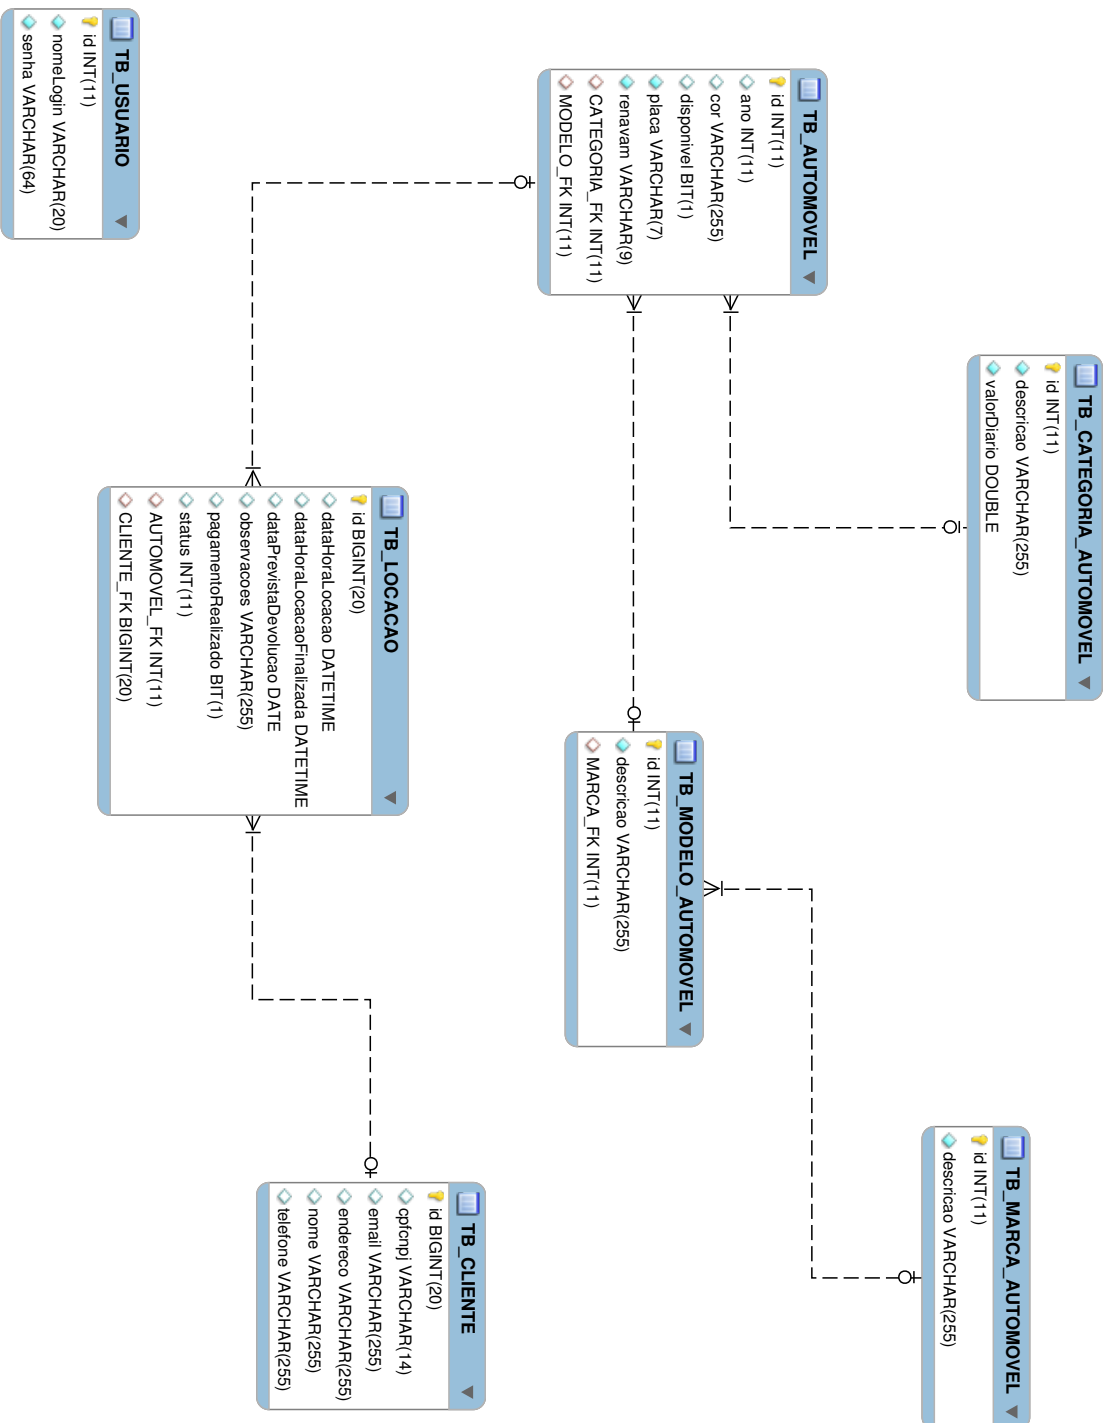 TB_CATEGORIA_AUTOMOVEL
id INT(11)
descricao VARCHAR(255)
valorDiario DOUBLE
TB_MARCA_AUTOMOVEL
id INT(11)
descricao VARCHAR(255)
TB_AUTOMOVEL
id INT(11)
ano INT(11)
cor VARCHAR(255)
disponivel BIT(1)
placa VARCHAR(7)
renavam VARCHAR(9)
CATEGORIA_FK INT(11)
MODELO_FK INT(11)
TB_MODELO_AUTOMOVEL
id INT(11)
descricao VARCHAR(255)
MARCA_FK INT(11)
TB_LOCACAO
id BIGINT(20)
dataHoraLocacao DATETIME
dataHoraLocacaoFinalizada DATETIME
dataPrevistaDevolucao DATE
observacoes VARCHAR(255)
pagamentoRealizado BIT(1)
status INT(11)
AUTOMOVEL_FK INT(11)
CLIENTE_FK BIGINT(20)
TB_CLIENTE
id BIGINT(20)
cpfcnpj VARCHAR(14)
email VARCHAR(255)
endereco VARCHAR(255)
nome VARCHAR(255)
telefone VARCHAR(255)
TB_USUARIO
id INT(11)
nomeLogin VARCHAR(20)
senha VARCHAR(64)